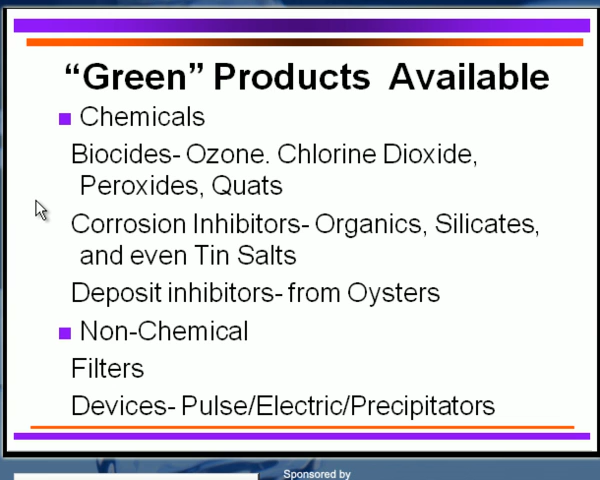 “Green” Products Available
Chemicals
Biocides- Ozone. Chlorine Dioxide,
Peroxides, Quats
Corrosion Inhibitors- Organics, Silicates,
and even Tin Salts
Deposit inhibitors- from Oysters
Non-Chemical
Filters
Devices- Pulse/Electric/Precipitators
Sponsored by